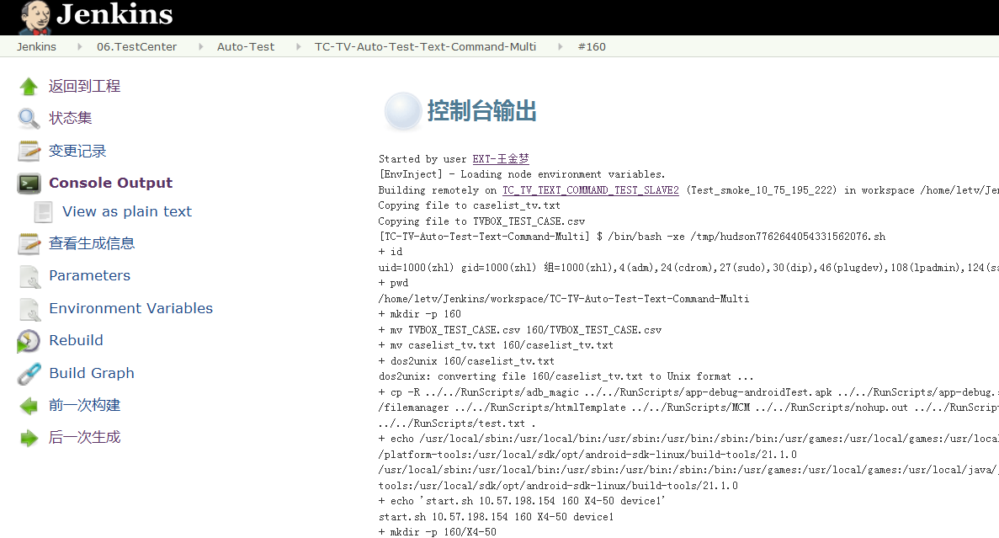 Jenkins
Jenkins 06.TestCenter Auto-Test TC-TV-Auto-Test-Text-Command-Multi #160
返回到工程
状态集
变更记录
Console Output
View as plain text
查看生成信息
Parameters
Environment Variables
Rebuild
Build Graph
前一次构建
后一次生成
控制台输出
Started by user EXT-王金梦
[EnvInject] - Loading node environment variables.
Building remotely on TC_TV_TEXT_COMMAND_TEST_SLAVE2 (Test_smoke_10_75_195_222) in workspace /home/letv/Jen
Copying file to caselist_tv.txt
Copying file to TVBOX_TEST_CASE.csv
[TC-TV-Auto-Test-Text-Command-Multi] $ /bin/bash -xe /tmp/hudson7762644054331562076.sh
+ id
uid=1000(zhl) gid=1000(zhl) 组=1000(zhl),4(adm),24(cdrom),27(sudo),30(dip),46(plugdev),108(lpadmin),124(sa
+ pwd
/home/letv/Jenkins/workspace/TC-TV-Auto-Test-Text-Command-Multi
+ mkdir -p 160
+ mv TVBOX_TEST_CASE.csv 160/TVBOX_TEST_CASE.csv
+ mv caselist_tv.txt 160/caselist_tv.txt
+ dos2unix 160/caselist_tv.txt
dos2unix: converting file 160/caselist_tv.txt to Unix format ...
+ cp -R ../../RunScripts/adb_magic ../../RunScripts/app-debug-androidTest.apk ../../RunScripts/app-debug.
/filemanager ../../RunScripts/htmlTemplate ../../RunScripts/MCM ../../RunScripts/nohup.out ../../RunScript
../../RunScripts/test.txt .
+ echo /usr/local/sbin:/usr/local/bin:/usr/sbin:/usr/bin:/sbin:/bin:/usr/games:/usr/local/games:/usr/loca
/platform-tools:/usr/local/sdk/opt/android-sdk-linux/build-tools/21.1.0
/usr/local/sbin:/usr/local/bin:/usr/sbin:/usr/bin:/sbin:/bin:/usr/games:/usr/local/games:/usr/local/java/
tools:/usr/local/sdk/opt/android-sdk-linux/build-tools/21.1.0
+ echo 'start.sh 10.57.198.154 160 X4-50 device1'
start.sh 10.57.198.154 160 X4-50 device1
+ mkdir -p 160/X4-50